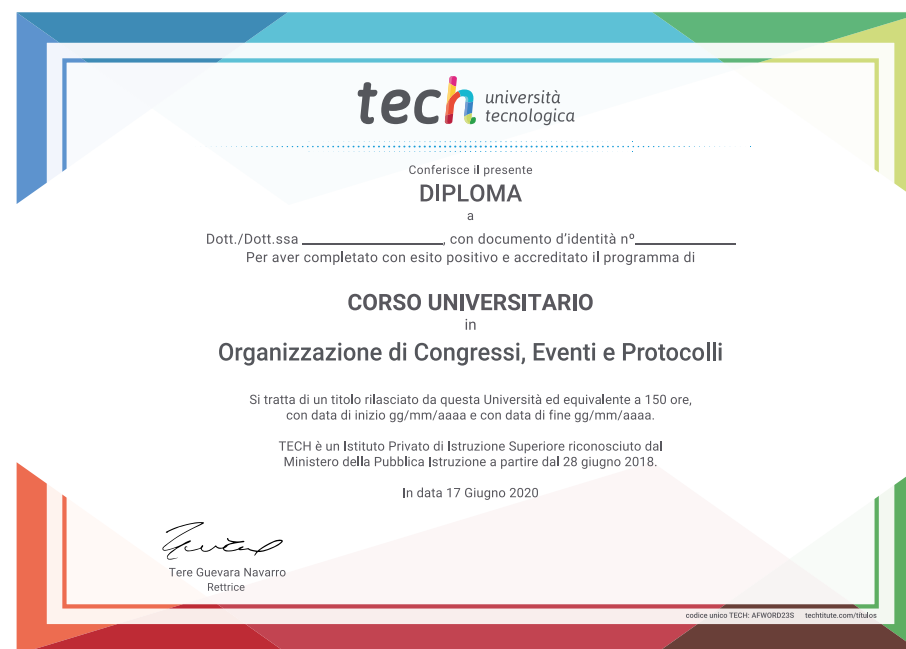 tech università
tecnologica
Conferisce il presente
DIPLOMA
a
Dott./Dott.ssa ____________________, con documento d'identità nº______________
Per aver completato con esito positivo e accreditato il programma di
CORSO UNIVERSITARIO
in
Organizzazione di Congressi, Eventi e Protocolli
Si tratta di un titolo rilasciato da questa Università ed equivalente a 150 ore,
con data di inizio gg/mm/aaaa e con data di fine gg/mm/aaaa.
TECH è un Istituto Privato di Istruzione Superiore riconosciuto dal
Ministero della Pubblica Istruzione a partire dal 28 giugno 2018.
In data 17 Giugno 2020
Tere Guevara Navarro
Rettrice
codice unico TECH: AFWORD23S techtitute.com/titulos